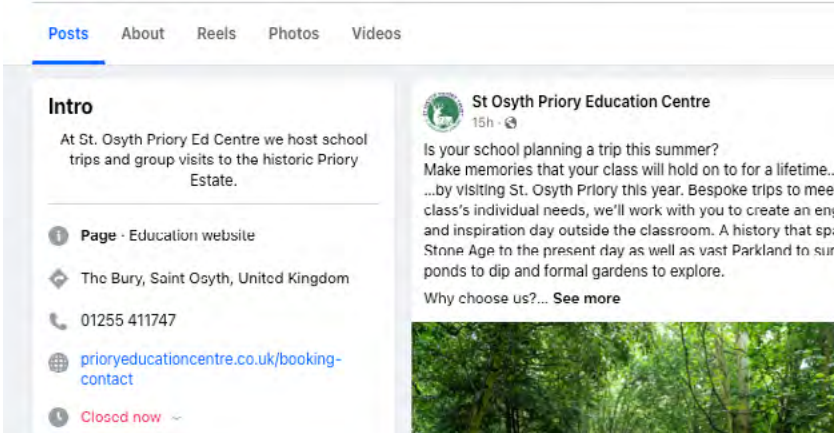 Posts About Reels Photos Videos
Intro
At St. Osyth Priory Ed Centre we host school
trips and group visits to the historic Priory
Estate.
Page · Education website
The Bury, Saint Osyth, United Kingdom
01255 411747
prioryeducationcentre.co.uk/booking-
contact
Closed now
St Osyth Priory Education Centre
15h ·
Is your school planning a trip this summer?
Make memories that your class will hold on to for a lifetime..
...by visiting St. Osyth Priory this year. Bespoke trips to mee
class's individual needs, we'll work with you to create an en
and inspiration day outside the classroom. A history that spa
Stone Age to the present day as well as vast Parkland to sur
ponds to dip and formal gardens to explore.
Why choose us?... See more